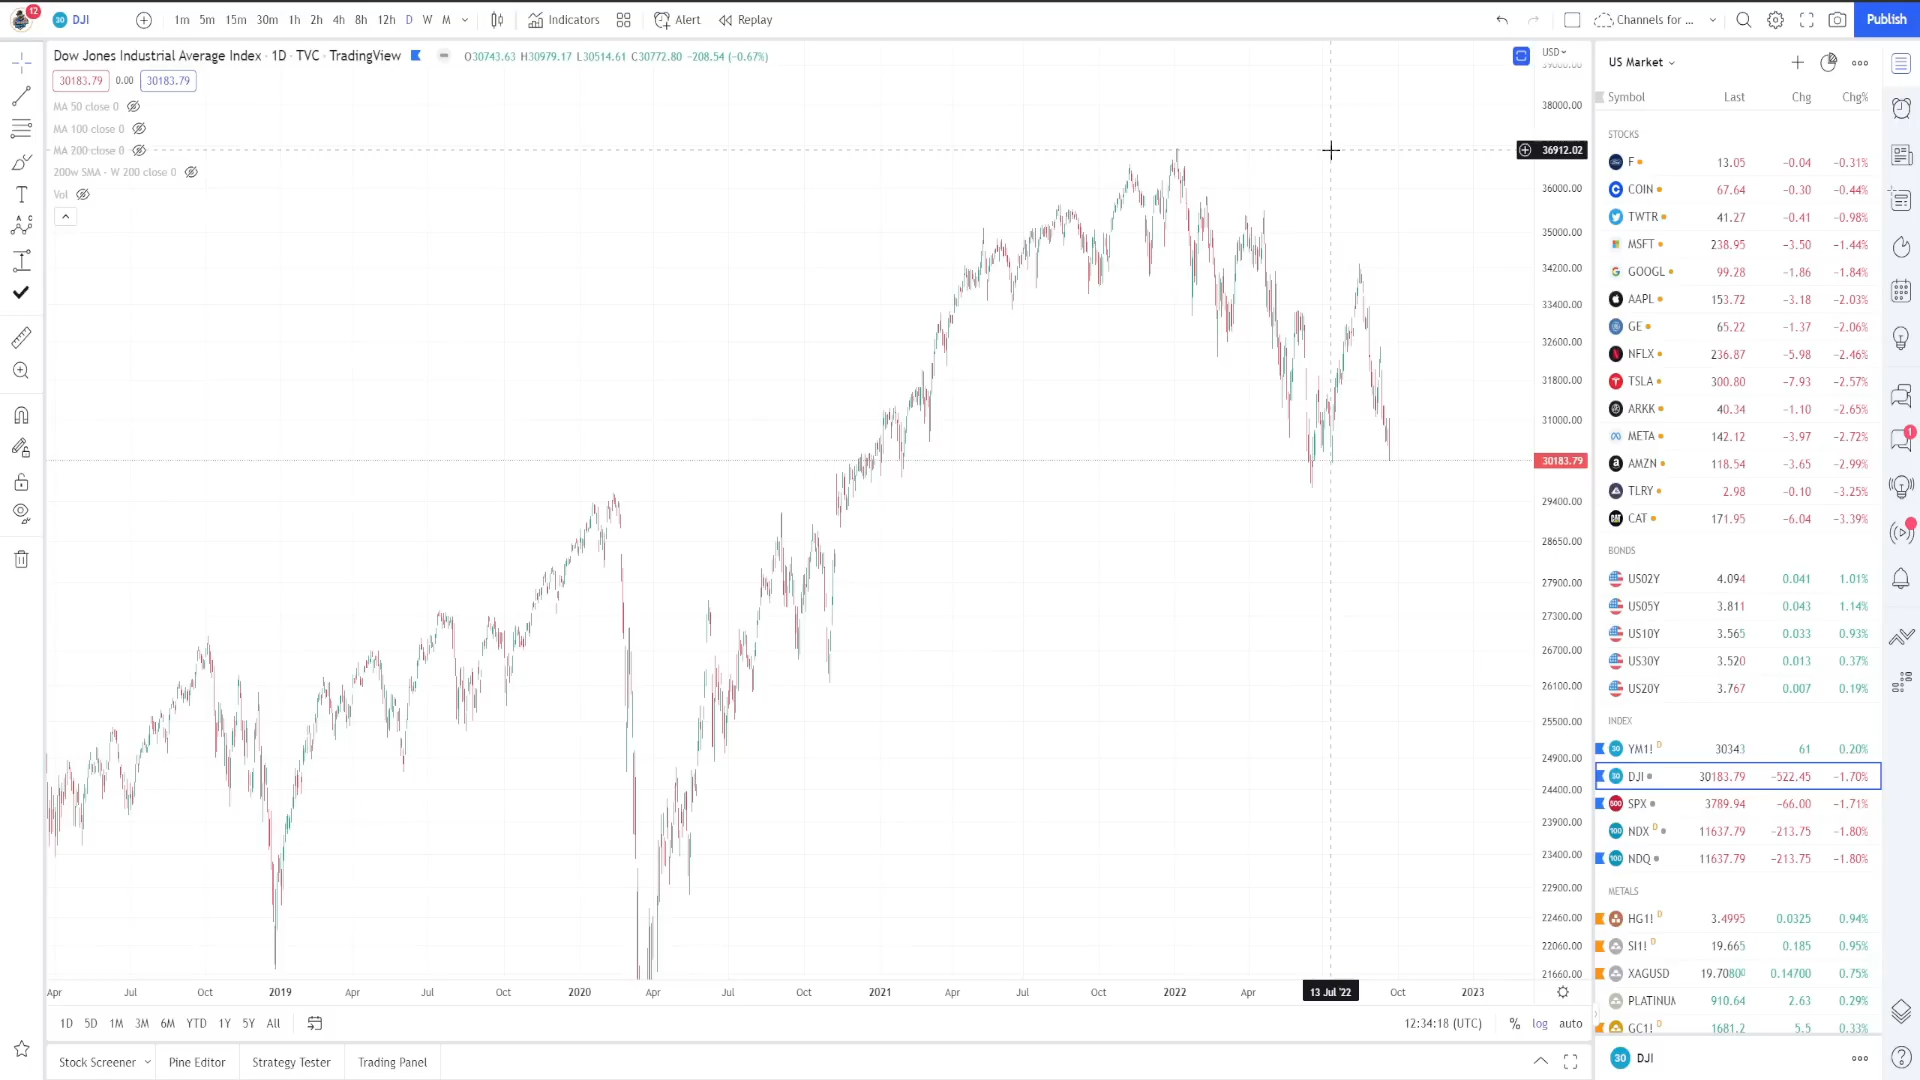 12
30 DJI 1m 5m 15m 30m 1h 2h 4h 8h 12h D W M Indicators Alert Replay Channels for ... Publish
Dow Jones Industrial Average Index · 1D · TVC · TradingView O30743.63 H30979.17 L30514.61 C30772.80 -208.54 (-0.67%)
30183.79 0.00 30183.79
MA 50 close 0
MA 100 close 0
MA 200 close 0
200w SMA - W 200 close 0
Vol
USD
39000.00
38000.00
36912.02
36000.00
35000.00
34200.00
33400.00
32600.00
31800.00
31000.00
30183.79
29400.00
28650.00
27900.00
27300.00
26700.00
26100.00
25500.00
24900.00
24400.00
23900.00
23400.00
22900.00
22460.00
22060.00
21660.00
Apr Jul Oct 2019 Apr Jul Oct 2020 Apr Jul Oct 2021 Apr Jul Oct 2022 Apr 13 Jul '22 Oct 2023
1D 5D 1M 3M 6M YTD 1Y 5Y All 12:34:18 (UTC) % log auto
Stock Screener Pine Editor Strategy Tester Trading Panel
US Market
Symbol Last Chg Chg%
STOCKS
F 13.05 -0.04 -0.31%
COIN 67.64 -0.30 -0.44%
TWTR 41.27 -0.41 -0.98%
MSFT 238.95 -3.50 -1.44%
GOOGL 99.28 -1.86 -1.84%
AAPL 153.72 -3.18 -2.03%
GE 65.22 -1.37 -2.06%
NFLX 236.87 -5.98 -2.46%
TSLA 300.80 -7.93 -2.57%
ARKK 40.34 -1.10 -2.65%
META 142.12 -3.97 -2.72%
AMZN 118.54 -3.65 -2.99%
TLRY 2.98 -0.10 -3.25%
CAT 171.95 -6.04 -3.39%
BONDS
US02Y 4.094 0.041 1.01%
US05Y 3.811 0.043 1.14%
US10Y 3.565 0.033 0.93%
US30Y 3.520 0.013 0.37%
US20Y 3.767 0.007 0.19%
INDEX
30 YM1! D 30343 61 0.20%
30 DJI 30183.79 -522.45 -1.70%
500 SPX 3789.94 -66.00 -1.71%
100 NDX D 11637.79 -213.75 -1.80%
100 NDQ 11637.79 -213.75 -1.80%
METALS
HG1! D 3.4995 0.0325 0.94%
SI1! D 19.665 0.185 0.95%
XAGUSD 19.70800 0.14700 0.75%
PLATINUM 910.64 2.63 0.29%
GC1! D 1681.2 5.5 0.33%
30 DJI
1